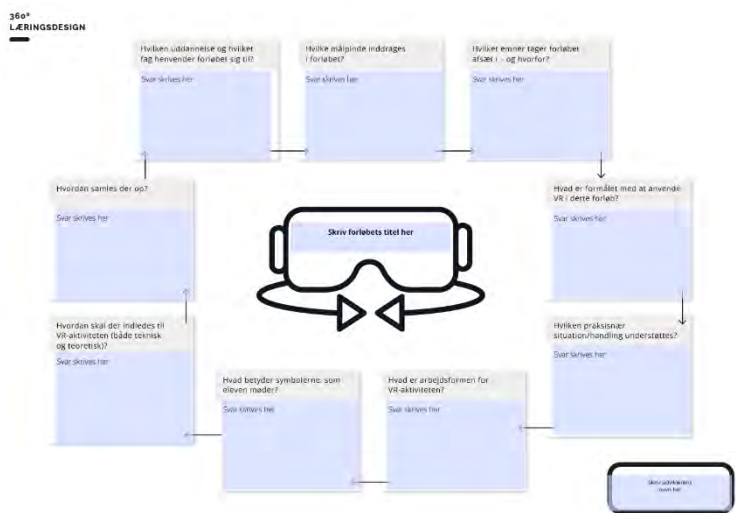 360°
LÆRINGSDESIGN
Hvilken uddannelse og hvilket
fag henvender forløbet sig til?
Svar skrives her
Hvilke målpinde inddrages
i forløbet?
Svar skrives her
Hvilket emner tager forløbet
afsæt i - og hvorfor?
Svar skrives her
Hvordan samles der op?
Svar skrives her
Skriv forløbets titel her
Hvad er formålet med at anvende
VR i dette forløb?
Svar skrives her
Hvordan skal der indledes til
VR-aktiviteten (både teknisk
og teoretisk)?
Svar skrives her
Hvilken praksisnær
situation/handling understøttes?
Svar skrives her
Hvad betyder symbolerne, som
eleven møder?
Svar skrives her
Hvad er arbejdsformen for
VR-aktiviteten?
Svar skrives her
navn her